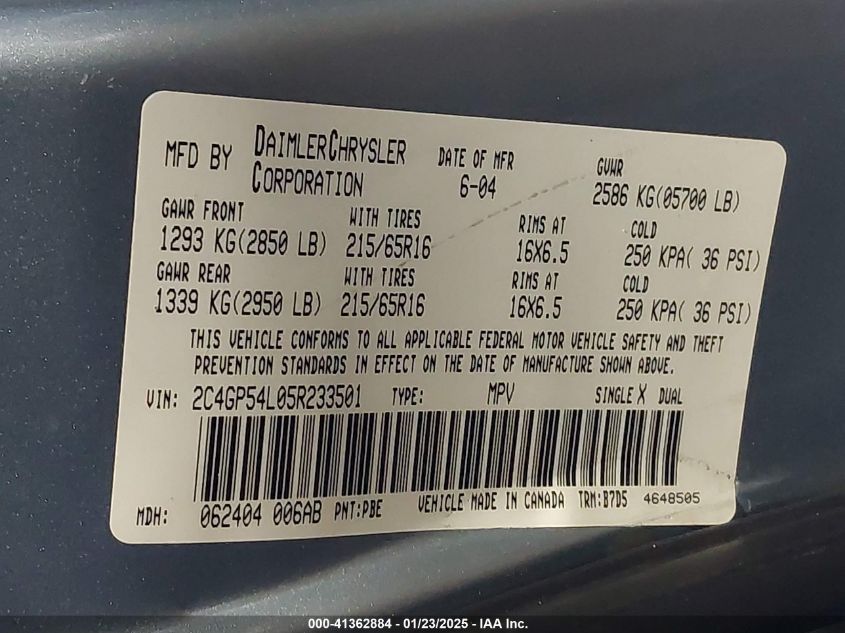 MFD BY DAIMLERCHRYSLER CORPORATION DATE OF MFR 6-04 GVWR 2586 KG(05700 LB)
GAWR FRONT WITH TIRES RIMS AT COLD
1293 KG(2850 LB) 215/65R16 16X6.5 250 KPA( 36 PSI)
GAWR REAR WITH TIRES RIMS AT COLD
1339 KG(2950 LB) 215/65R16 16X6.5 250 KPA( 36 PSI)
THIS VEHICLE CONFORMS TO ALL APPLICABLE FEDERAL MOTOR VEHICLE SAFETY AND THEFT
PREVENTION STANDARDS IN EFFECT ON THE DATE OF MANUFACTURE SHOWN ABOVE.
VIN: 2C4GP54L05R233501 TYPE: MPV SINGLE X DUAL
MDH: 062404 006AB PNT:PBE VEHICLE MADE IN CANADA TRM:B7D5 4648505
000-41362884 - 01/23/2025 - IAA Inc.